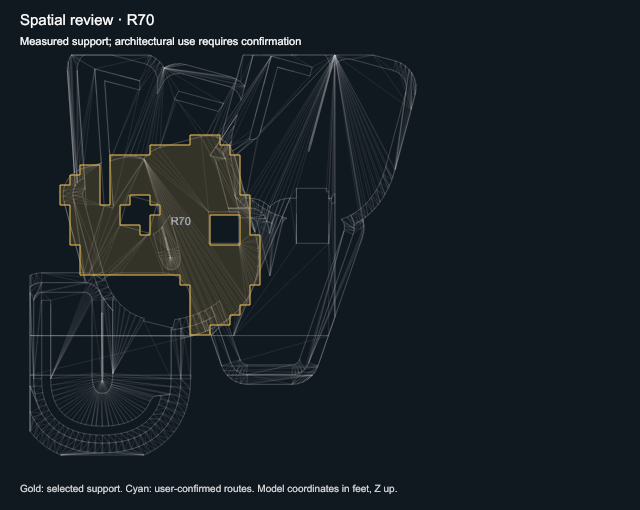 Spatial review · R70
Measured support; architectural use requires confirmation
R70
Gold: selected support. Cyan: user-confirmed routes. Model coordinates in feet, Z up.